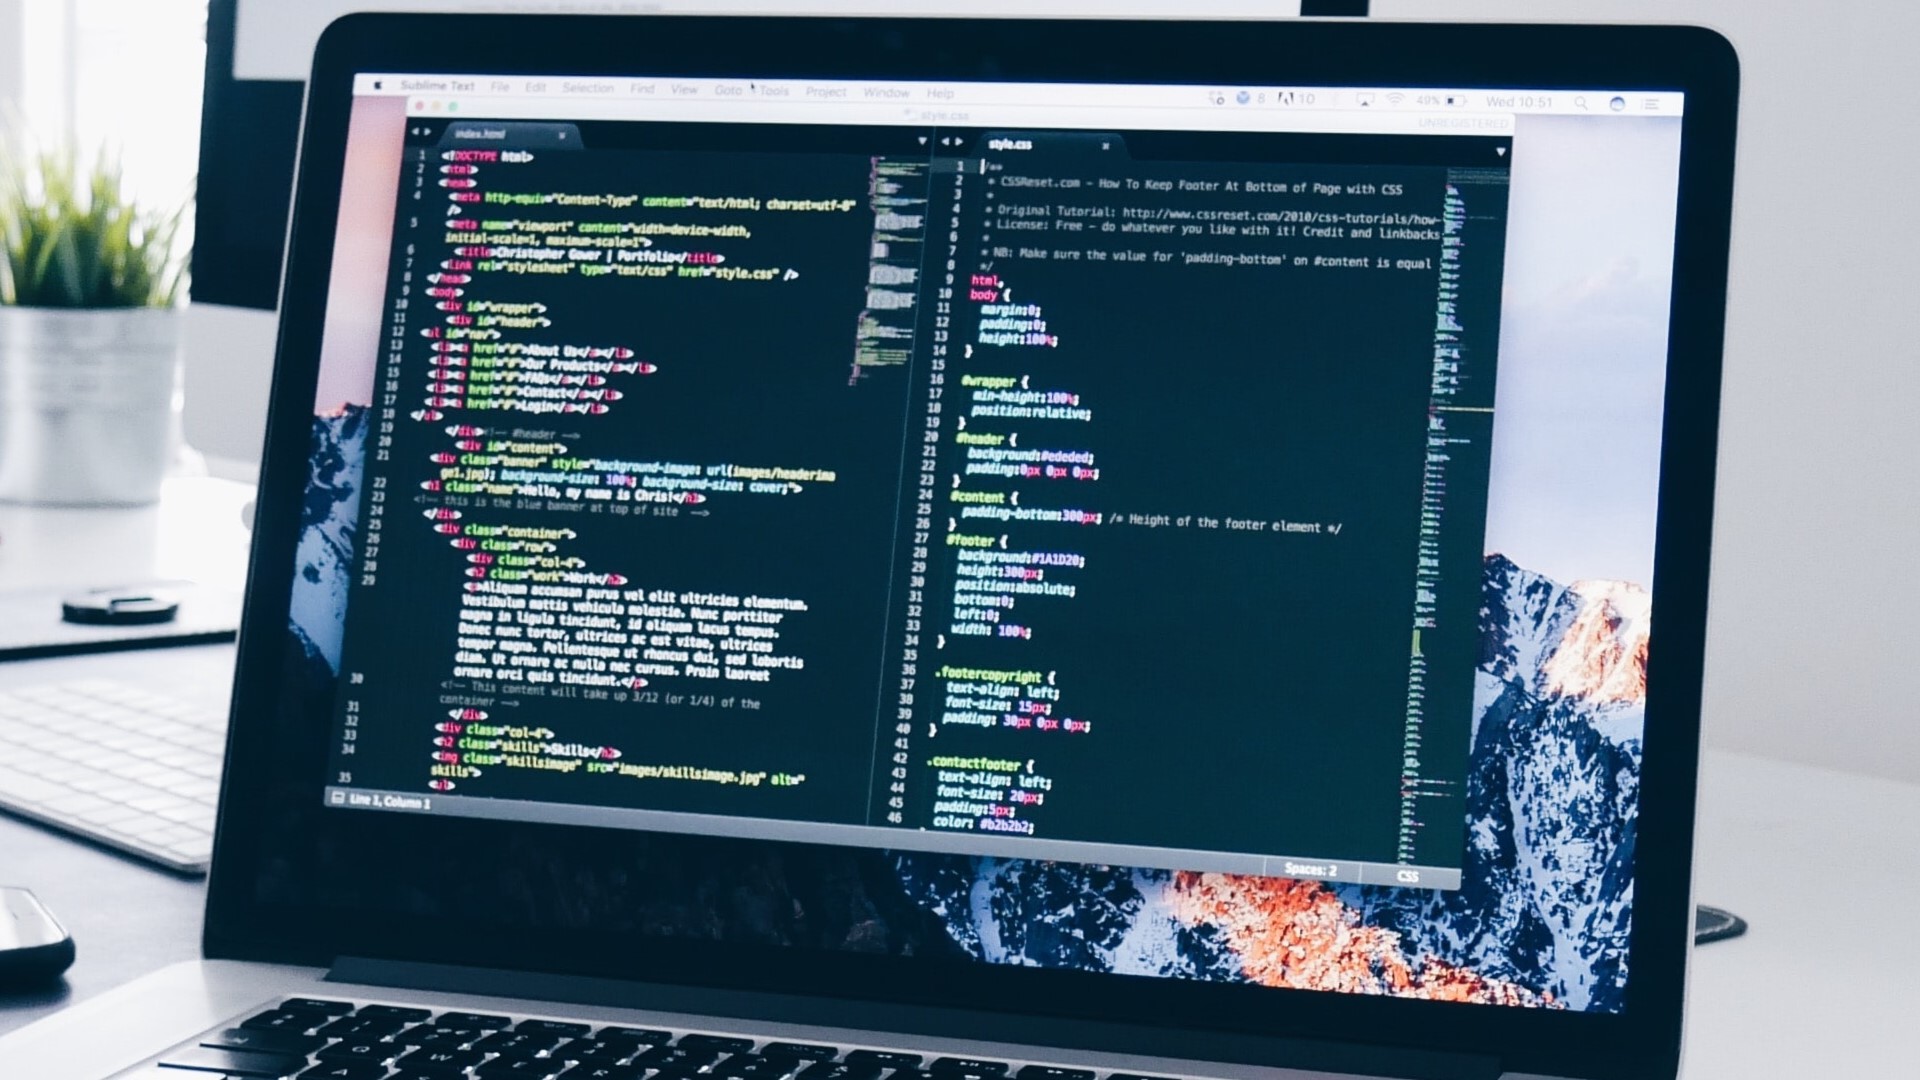 Sublime Text File Edit Selection Find View Goto Tools Project Window Help 8 10 49% Wed 10:51
style.css
UNREGISTERED
index.html
1 <!DOCTYPE html>
2 <html>
3 <head>
4 <meta http-equiv="Content-Type" content="text/html; charset=utf-8"
/>
5 <meta name="viewport" content="width=device-width,
initial-scale=1, maximum-scale=1">
6 <title>Christopher Gower | Portfolio</title>
7 <link rel="stylesheet" type="text/css" href="style.css" />
8 </head>
9 <body>
10 <div id="wrapper">
11 <div id="header">
12 <ul id="nav">
13 <li><a href="#">About Us</a></li>
14 <li><a href="#">Our Products</a></li>
15 <li><a href="#">FAQs</a></li>
16 <li><a href="#">Contact</a></li>
17 <li><a href="#">Login</a></li>
18 </ul>
19 </div><!-- #header -->
20 <div id="content">
21 <div class="banner" style="background-image: url(images/headerima
ge1.jpg); background-size: 100%; background-size: cover;">
22 <h1 class="name">Hello, my name is Chris!</h1>
23 <!-- this is the blue banner at top of site -->
24 </div>
25 <div class="container">
26 <div class="row">
27 <div class="col-4">
28 <h2 class="work">Work</h2>
29 <p>Aliquam accumsan purus vel elit ultricies elementum.
Vestibulum mattis vehicula molestie. Nunc porttitor
magna in ligula tincidunt, id aliquam lacus tempus.
Donec nunc tortor, ultrices ac est vitae, ultrices
tempor magna. Pellentesque ut rhoncus dui, sed lobortis
diam. Ut ornare ac nulla nec cursus. Proin laoreet
ornare orci quis tincidunt.</p>
30 <!-- This content will take up 3/12 (or 1/4) of the
container -->
31 </div>
32 <div class="col-4">
33 <h2 class="skills">Skills</h2>
34 <img class="skillsimage" src="images/skillsimage.jpg" alt="
skills">
35 <ul>
Line 1, Column 1
style.css
1 /**
2 * CSSReset.com - How To Keep Footer At Bottom of Page with CSS
3 *
4 * Original Tutorial: http://www.cssreset.com/2010/css-tutorials/how-
5 * License: Free - do whatever you like with it! Credit and linkbacks
6 *
7 * NB: Make sure the value for 'padding-bottom' on #content is equal
8 */
9 html,
10 body {
11 margin:0;
12 padding:0;
13 height:100%;
14 }
15
16 #wrapper {
17 min-height:100%;
18 position:relative;
19 }
20 #header {
21 background:#ededed;
22 padding:0px 0px 0px;
23 }
24 #content {
25 padding-bottom:300px; /* Height of the footer element */
26 }
27 #footer {
28 background:#1A1D20;
29 height:300px;
30 position:absolute;
31 bottom:0;
32 left:0;
33 width: 100%;
34 }
35
36 .footercopyright {
37 text-align: left;
38 font-size: 15px;
39 padding: 30px 0px 0px;
40 }
41
42 .contactfooter {
43 text-align: left;
44 font-size: 20px;
45 padding:5px;
46 color: #b2b2b2;
Spaces: 2 CSS